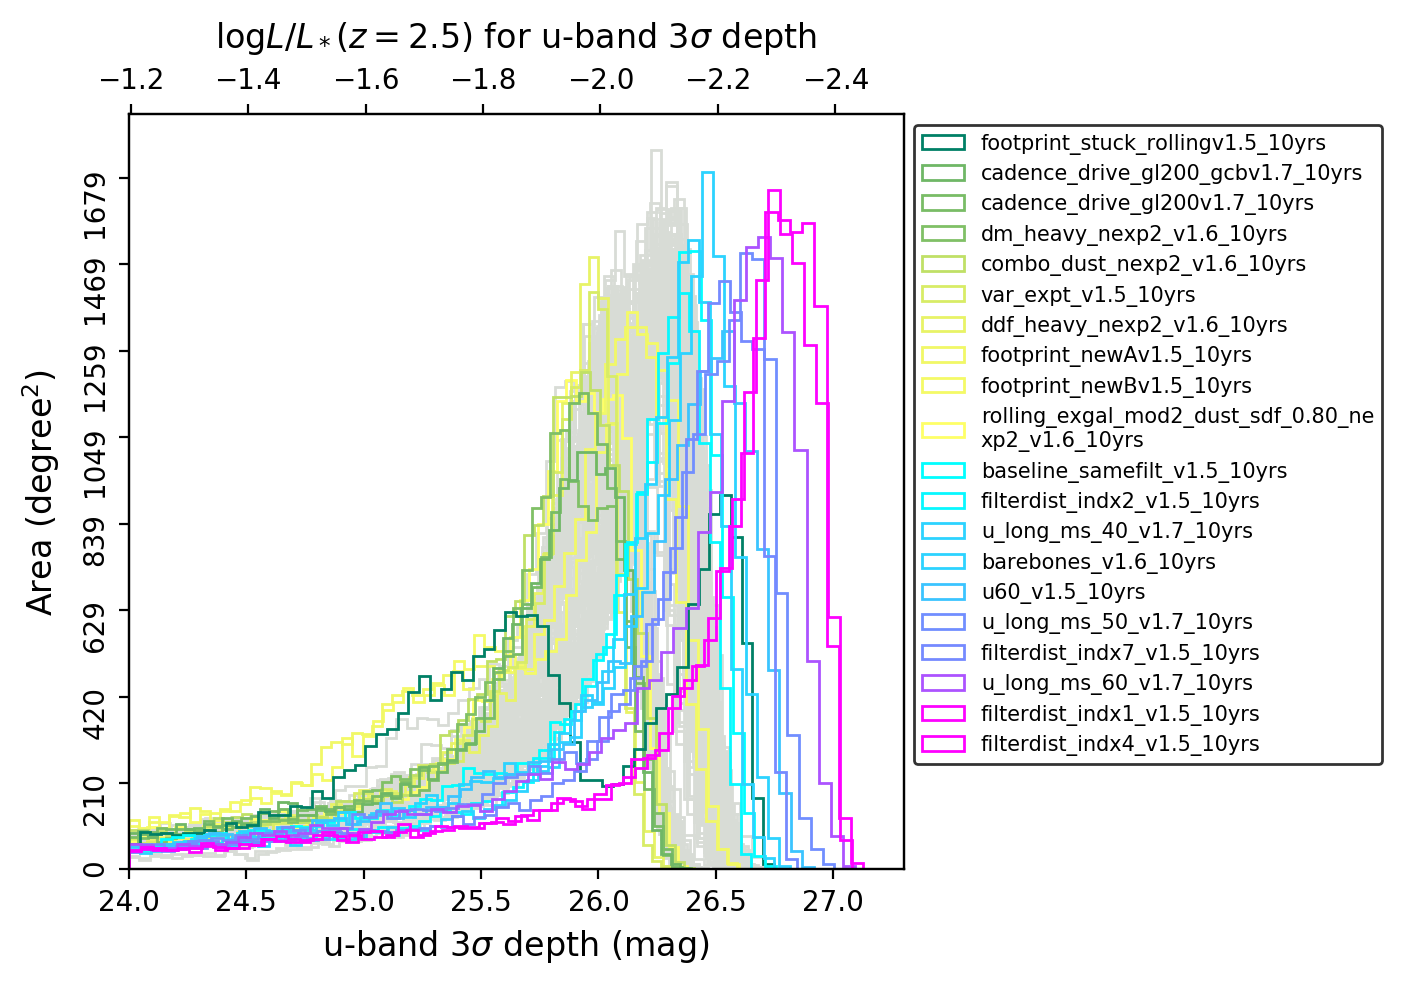 logL/L*(z = 2.5) for u-band 3σ depth
−1.2 −1.4 −1.6 −1.8 −2.0 −2.2 −2.4
Area (degree²)
1679
1469
1259
1049
839
629
420
210
0
24.0 24.5 25.0 25.5 26.0 26.5 27.0
u-band 3σ depth (mag)
footprint_stuck_rollingv1.5_10yrs
cadence_drive_gl200_gcbv1.7_10yrs
cadence_drive_gl200v1.7_10yrs
dm_heavy_nexp2_v1.6_10yrs
combo_dust_nexp2_v1.6_10yrs
var_expt_v1.5_10yrs
ddf_heavy_nexp2_v1.6_10yrs
footprint_newAv1.5_10yrs
footprint_newBv1.5_10yrs
rolling_exgal_mod2_dust_sdf_0.80_ne
xp2_v1.6_10yrs
baseline_samefilt_v1.5_10yrs
filterdist_indx2_v1.5_10yrs
u_long_ms_40_v1.7_10yrs
barebones_v1.6_10yrs
u60_v1.5_10yrs
u_long_ms_50_v1.7_10yrs
filterdist_indx7_v1.5_10yrs
u_long_ms_60_v1.7_10yrs
filterdist_indx1_v1.5_10yrs
filterdist_indx4_v1.5_10yrs